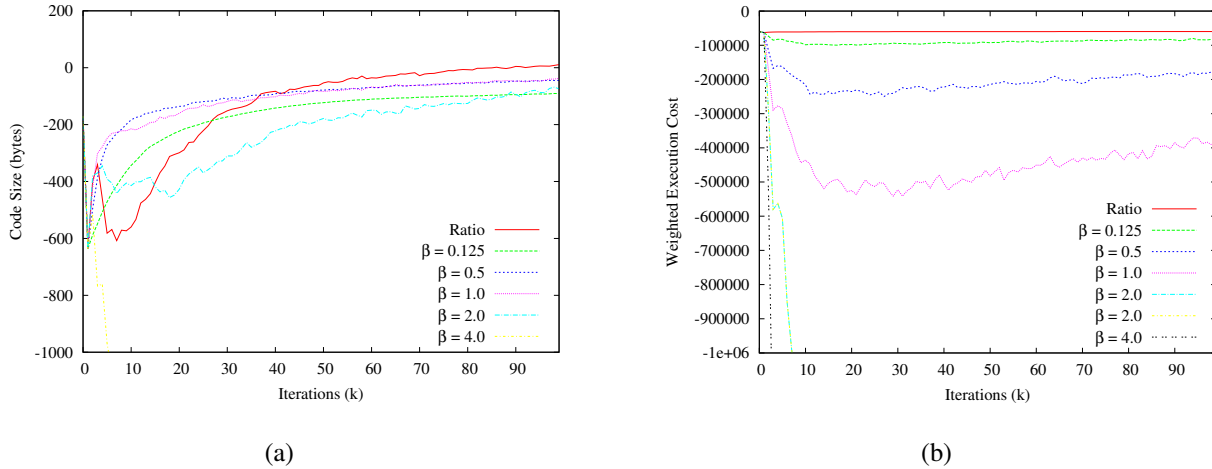 200
0
-200
-400
-600
-800
-1000
Code Size (bytes)
0 10 20 30 40 50 60 70 80 90
Iterations (k)
Ratio
β = 0.125
β = 0.5
β = 1.0
β = 2.0
β = 4.0
(a)
0
-100000
-200000
-300000
-400000
-500000
-600000
-700000
-800000
-900000
-1e+06
Weighted Execution Cost
0 10 20 30 40 50 60 70 80 90
Iterations (k)
Ratio
β = 0.125
β = 0.5
β = 1.0
β = 2.0
β = 2.0
β = 4.0
(b)